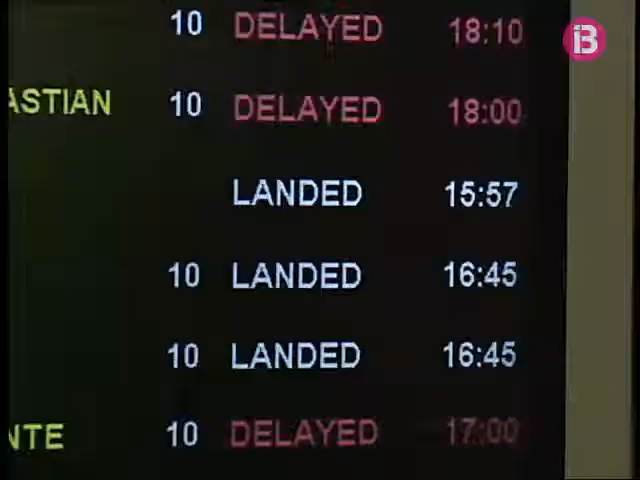 10 DELAYED 18:10
ASTIAN 10 DELAYED 18:00
LANDED 15:57
10 LANDED 16:45
10 LANDED 16:45
NTE 10 DELAYED 17:00
IB3